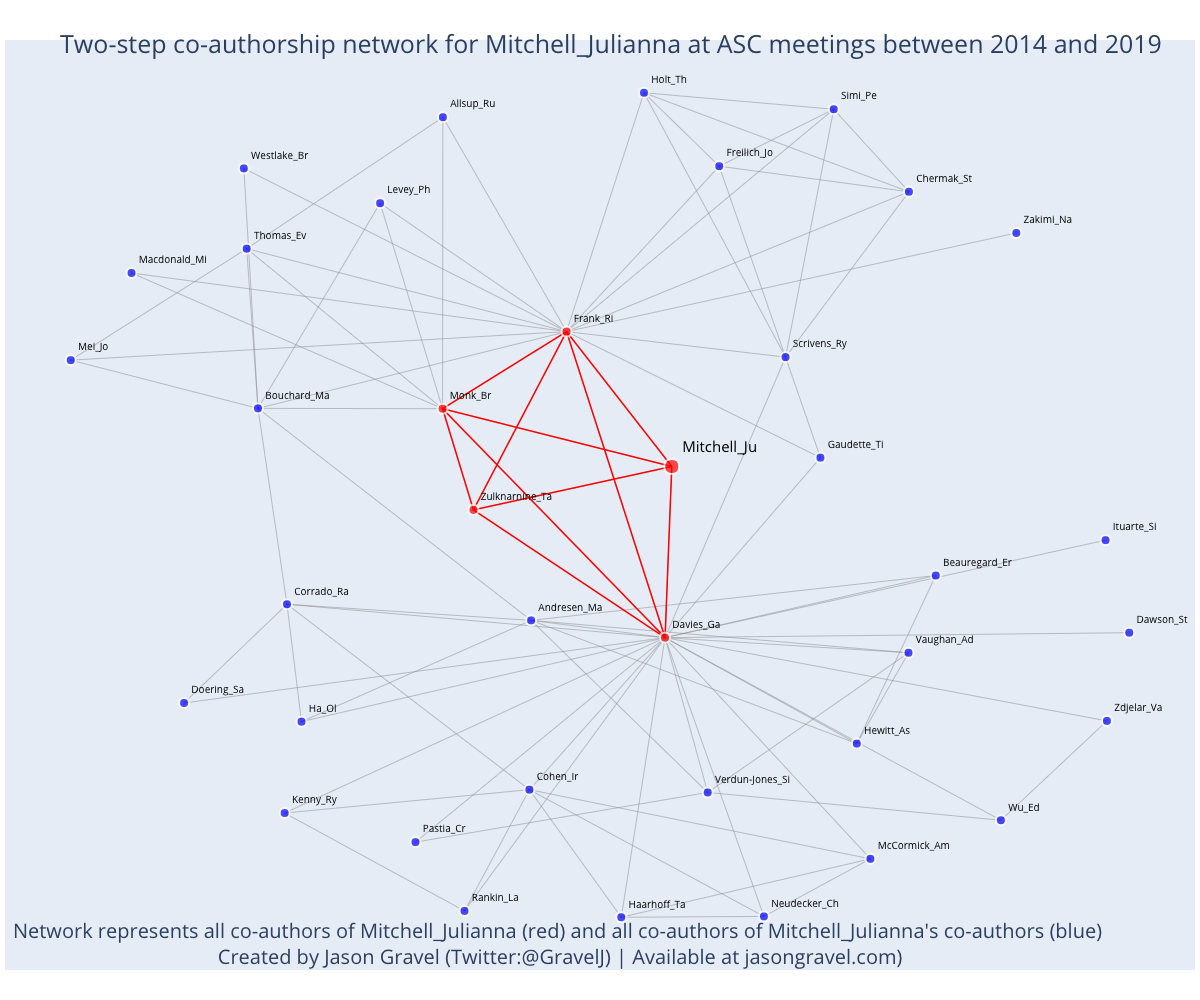 Two-step co-authorship network for Mitchell_Julianna at ASC meetings between 2014 and 2019
Holt_Th
Simi_Pe
Allsup_Ru
Freilich_Jo
Westlake_Br
Chermak_St
Levey_Ph
Zakimi_Na
Thomas_Ev
Macdonald_Mi
Frank_Ri
Scrivens_Ry
Mei_Jo
Bouchard_Ma
Monk_Br
Mitchell_Ju
Gaudette_Ti
Zulknarnine_Ta
Ituarte_Si
Beauregard_Er
Corrado_Ra
Andresen_Ma
Davies_Ga
Dawson_St
Vaughan_Ad
Doering_Sa
Ha_Ol
Zdjelar_Va
Hewitt_As
Cohen_Ir
Verdun-Jones_Si
Kenny_Ry
Wu_Ed
Pastia_Cr
McCormick_Am
Rankin_La
Haarhoff_Ta
Neudecker_Ch
Network represents all co-authors of Mitchell_Julianna (red) and all co-authors of Mitchell_Julianna's co-authors (blue)
Created by Jason Gravel (Twitter:@GravelJ) | Available at jasongravel.com)